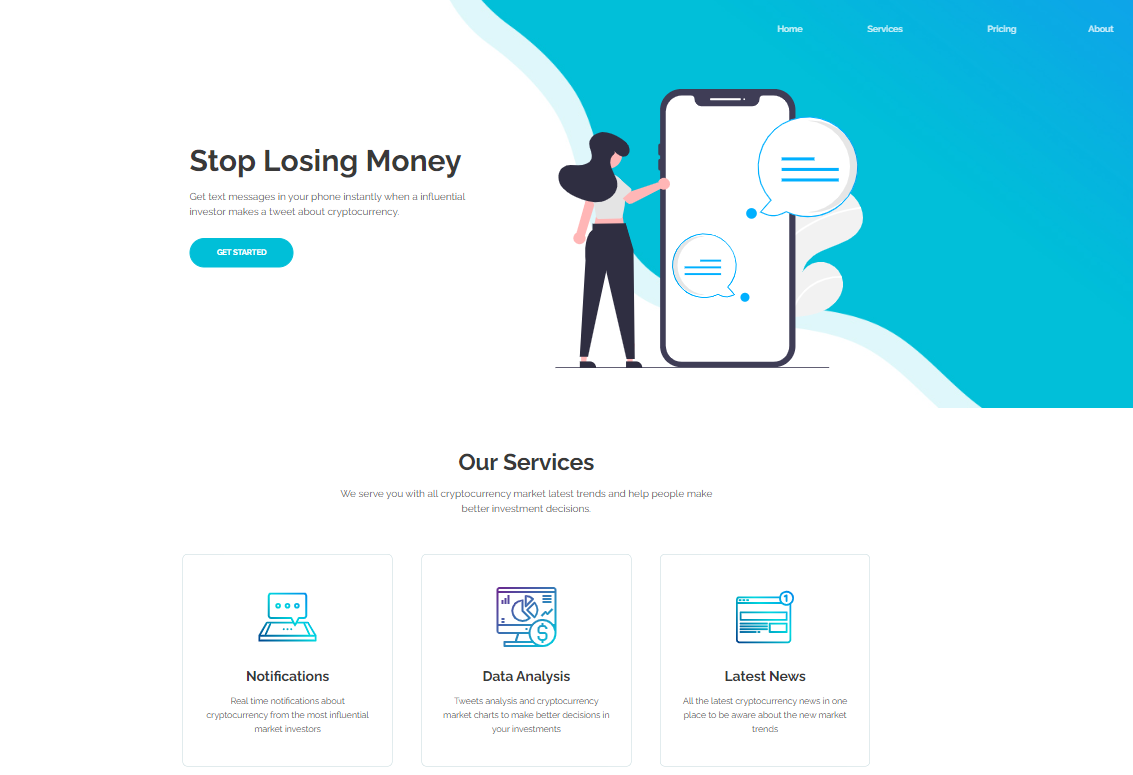 Home Services Pricing About
Stop Losing Money
Get text messages in your phone instantly when a influential
investor makes a tweet about cryptocurrency.
GET STARTED
Our Services
We serve you with all cryptocurrency market latest trends and help people make
better investment decisions.
1
$
Notifications
Real time notifications about
cryptocurrency from the most influential
market investors
Data Analysis
Tweets analysis and cryptocurrency
market charts to make better decisions in
your investments
Latest News
All the latest cryptocurrency news in one
place to be aware about the new market
trends